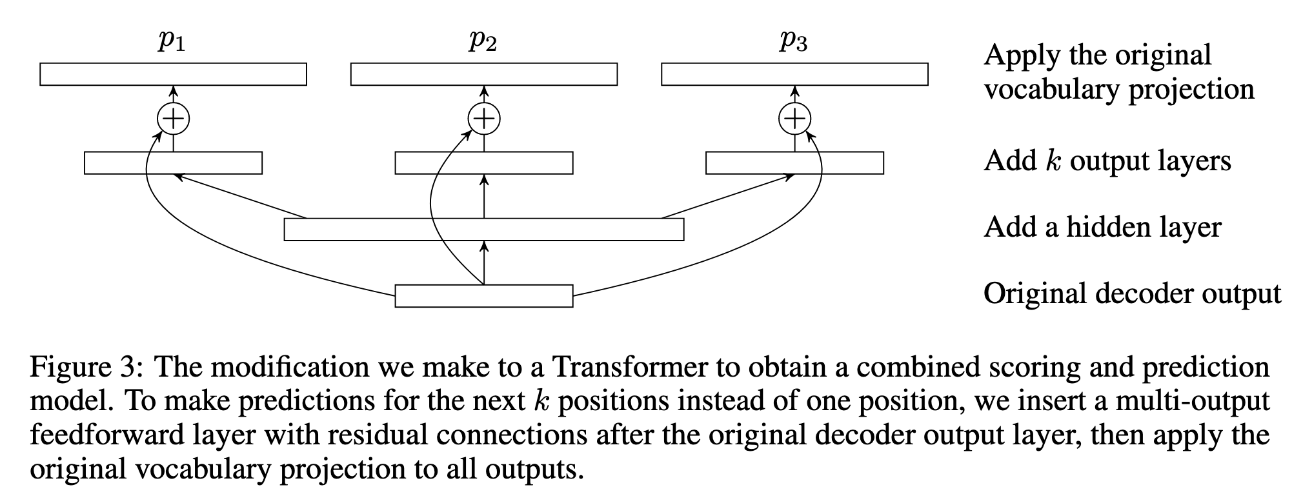 p₁
p₂
p₃
Apply the original
vocabulary projection
+
+
+
Add k output layers
Add a hidden layer
Original decoder output
Figure 3: The modification we make to a Transformer to obtain a combined scoring and prediction
model. To make predictions for the next k positions instead of one position, we insert a multi-output
feedforward layer with residual connections after the original decoder output layer, then apply the
original vocabulary projection to all outputs.